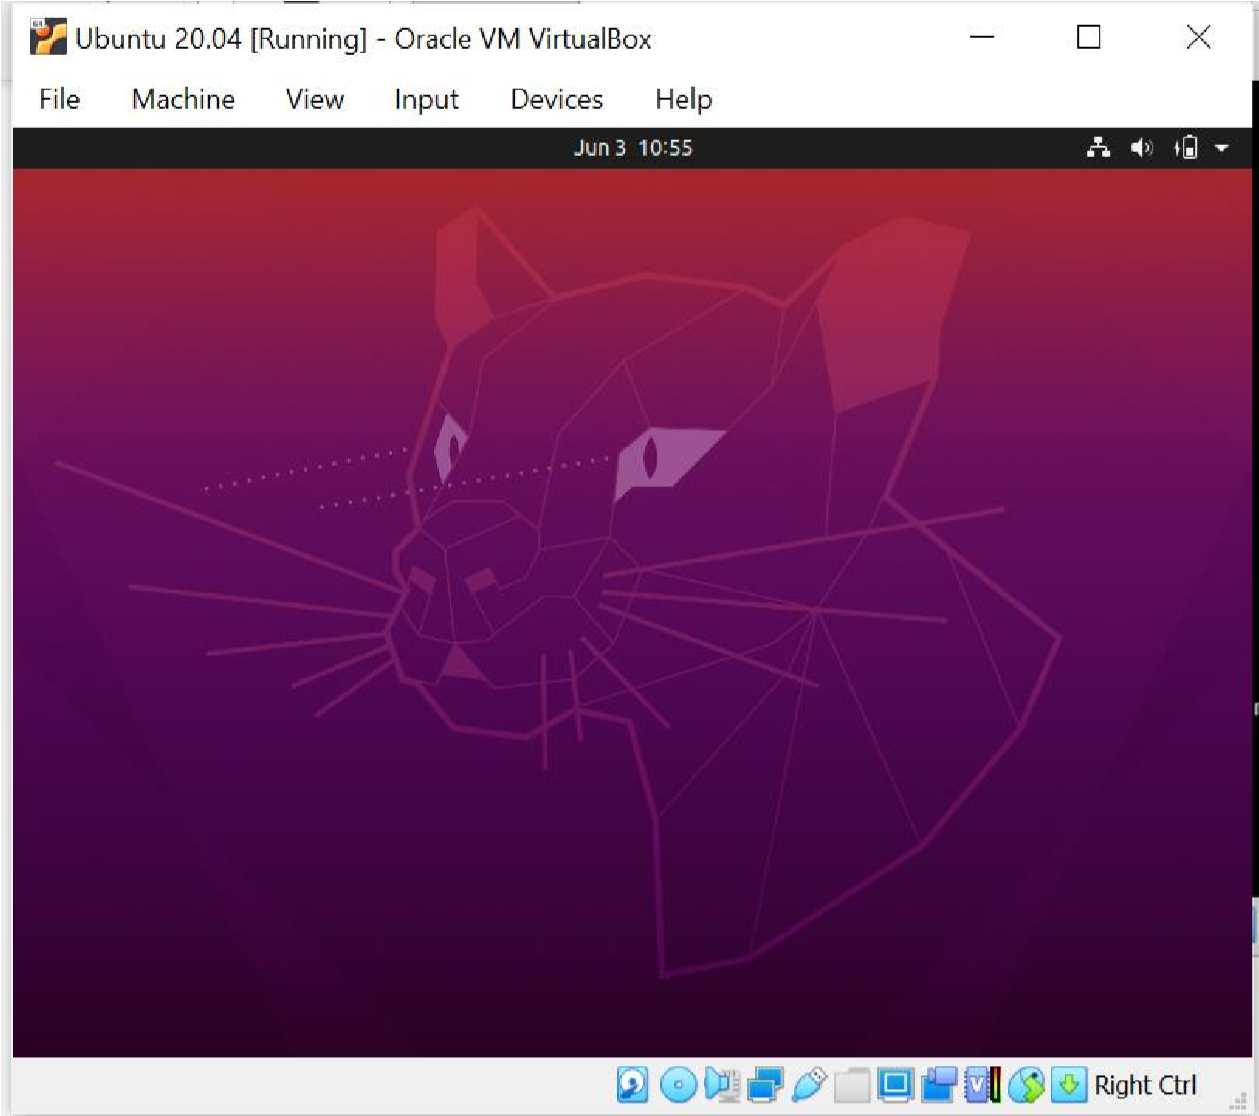 Ubuntu 20.04 [Running] - Oracle VM VirtualBox
File Machine View Input Devices Help
Jun 3 10:55
Right Ctrl